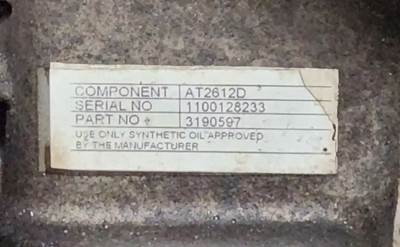 COMPONENT AT2612D
SERIAL NO 1100128233
PART NO 3190597
USE ONLY SYNTHETIC OIL APPROVED
BY THE MANUFACTURER